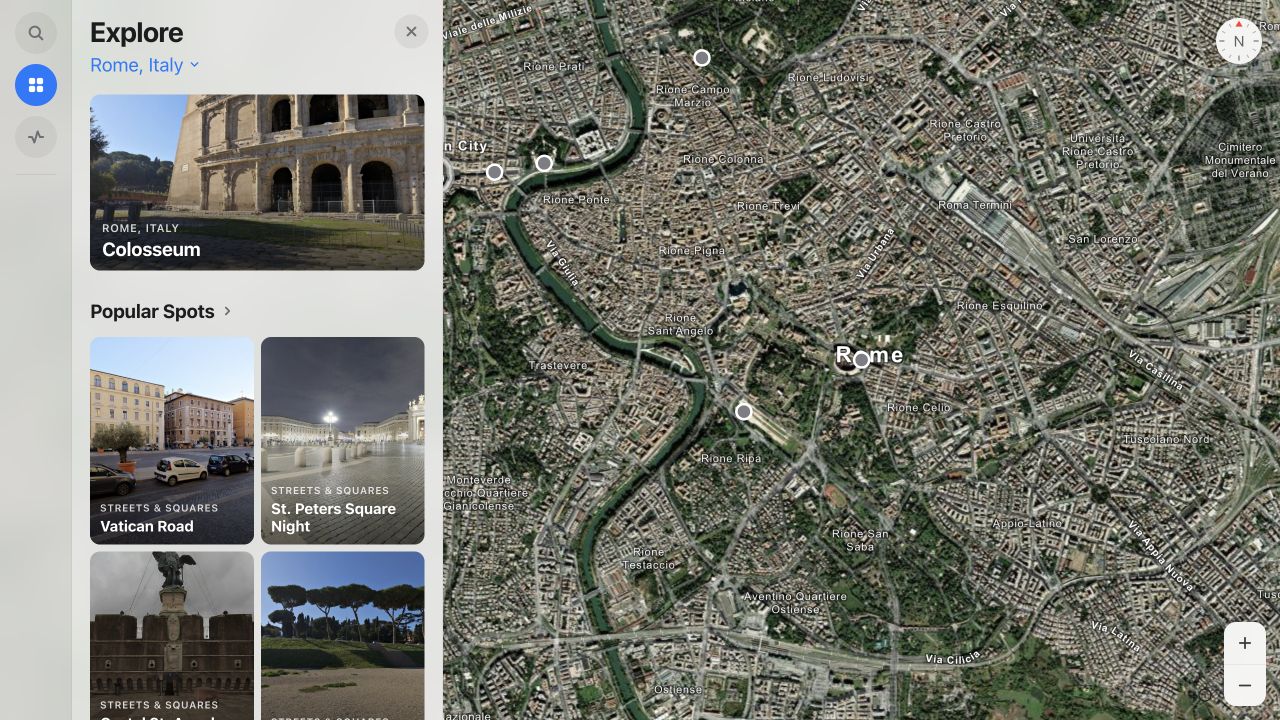 Explore
Rome, Italy
ROME, ITALY
Colosseum
Popular Spots
STREETS & SQUARES
Vatican Road
STREETS & SQUARES
St. Peters Square
Night
STREETS & SQUARES
Viale delle Milizie
Rione Prati
Rione Campo
Marzio
Rione Ludovisi
n City
Rione Colonna
Rione Castro
Pretorio
Università
Rione Castro
Pretorio
Cimitero
Monumentale
del Verano
Rione Ponte
Rione Trevi
Roma Termini
Via Giulia
Rione Pigna
Via Urbana
San Lorenzo
Rione Esquilino
Rione
Sant'Angelo
Trastevere
Rome
Via Casilina
Rione Celio
Tuscolano Nord
Rione Ripa
Monteverde
cchio Quartiere
Gianicolense
Appio-Latino
Rione San
Saba
Via Appia Nuova
Rione
Testaccio
Aventino Quartiere
Ostiense
Via Latina
Via Cilicia
Ostiense
azionale
N